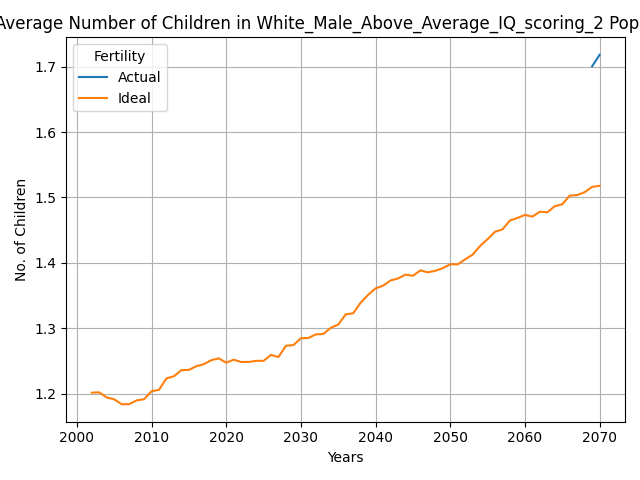 Average Number of Children in White_Male_Above_Average_IQ_scoring_2 Pop
Fertility
Actual
Ideal
1.7
1.6
1.5
1.4
1.3
1.2
No. of Children
2000 2010 2020 2030 2040 2050 2060 2070
Years